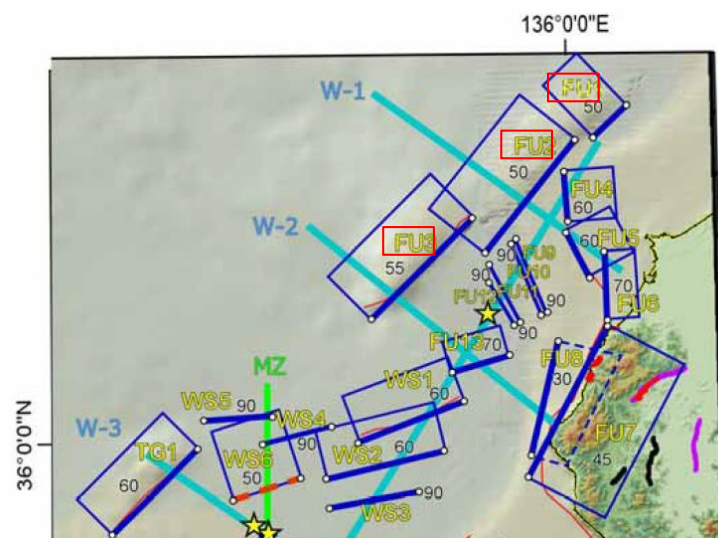 136°0'0"E
FU1
W-1
50
FU2
50
FU4
60
W-2
FU3
FU5
60
90
FU9
55
90
FU10
70
FU11
FU12
90
FU6
90
FU13
70
FU8
MZ
WS1
30
WS5
90
60
WS4
FU7
36°0'0"N
W-3
TG1
90
60
WS6
WS2
45
60
50
90
WS3